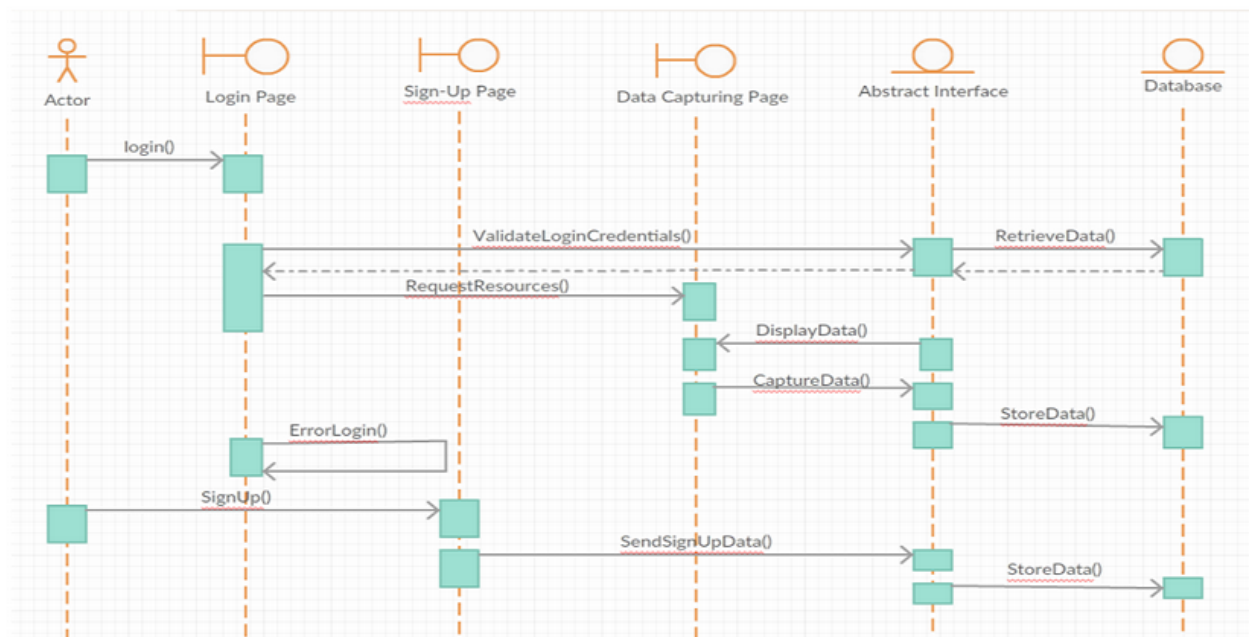 Actor
Login Page
Sign-Up Page
Data Capturing Page
Abstract Interface
Database
login()
ValidateLoginCredentials()
RetrieveData()
RequestResources()
DisplayData()
CaptureData()
StoreData()
ErrorLogin()
SignUp()
SendSignUpData()
StoreData()